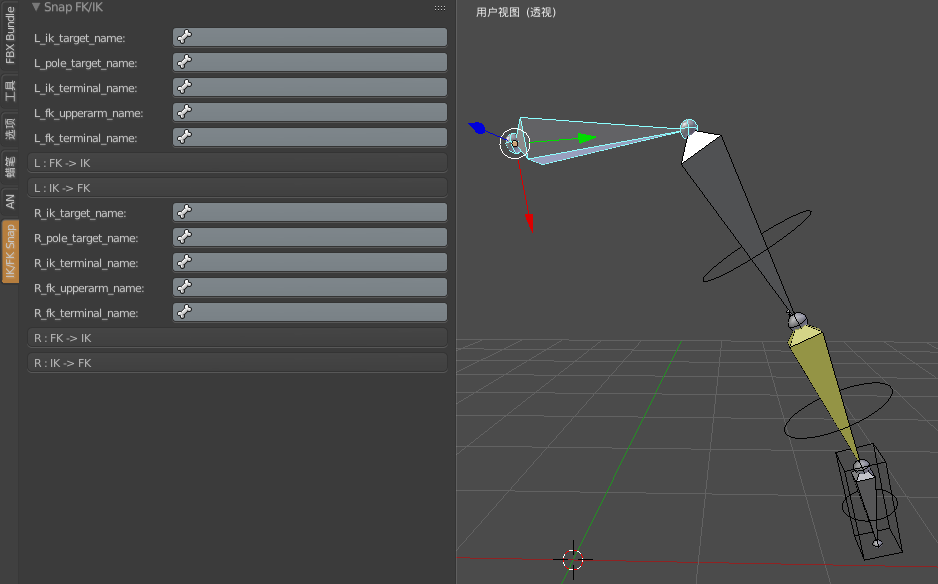 FBX Bundle
工具
选项
蜡笔
AN
IK/FK Snap
Snap FK/IK
L_ik_target_name:
L_pole_target_name:
L_ik_terminal_name:
L_fk_upperarm_name:
L_fk_terminal_name:
L : FK -> IK
L : IK -> FK
R_ik_target_name:
R_pole_target_name:
R_ik_terminal_name:
R_fk_upperarm_name:
R_fk_terminal_name:
R : FK -> IK
R : IK -> FK
用户视图 (透视)